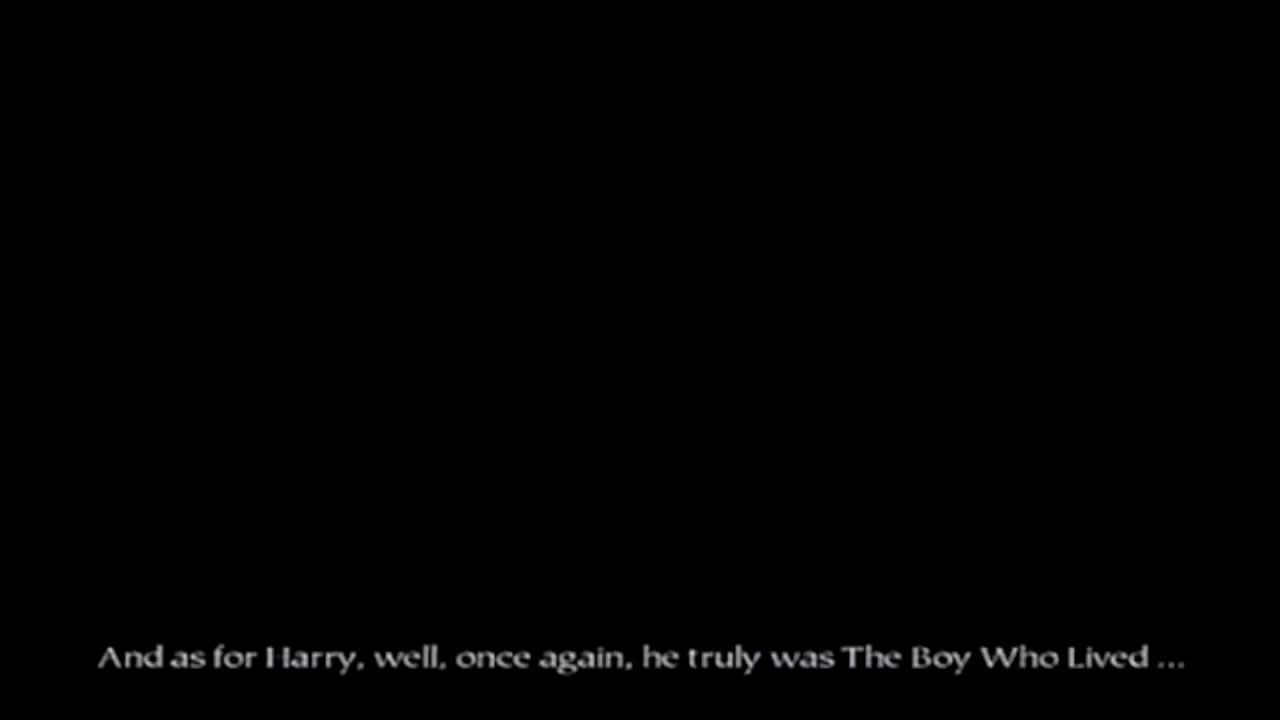 And as for Harry, well, once again, he truly was The Boy Who Lived ...